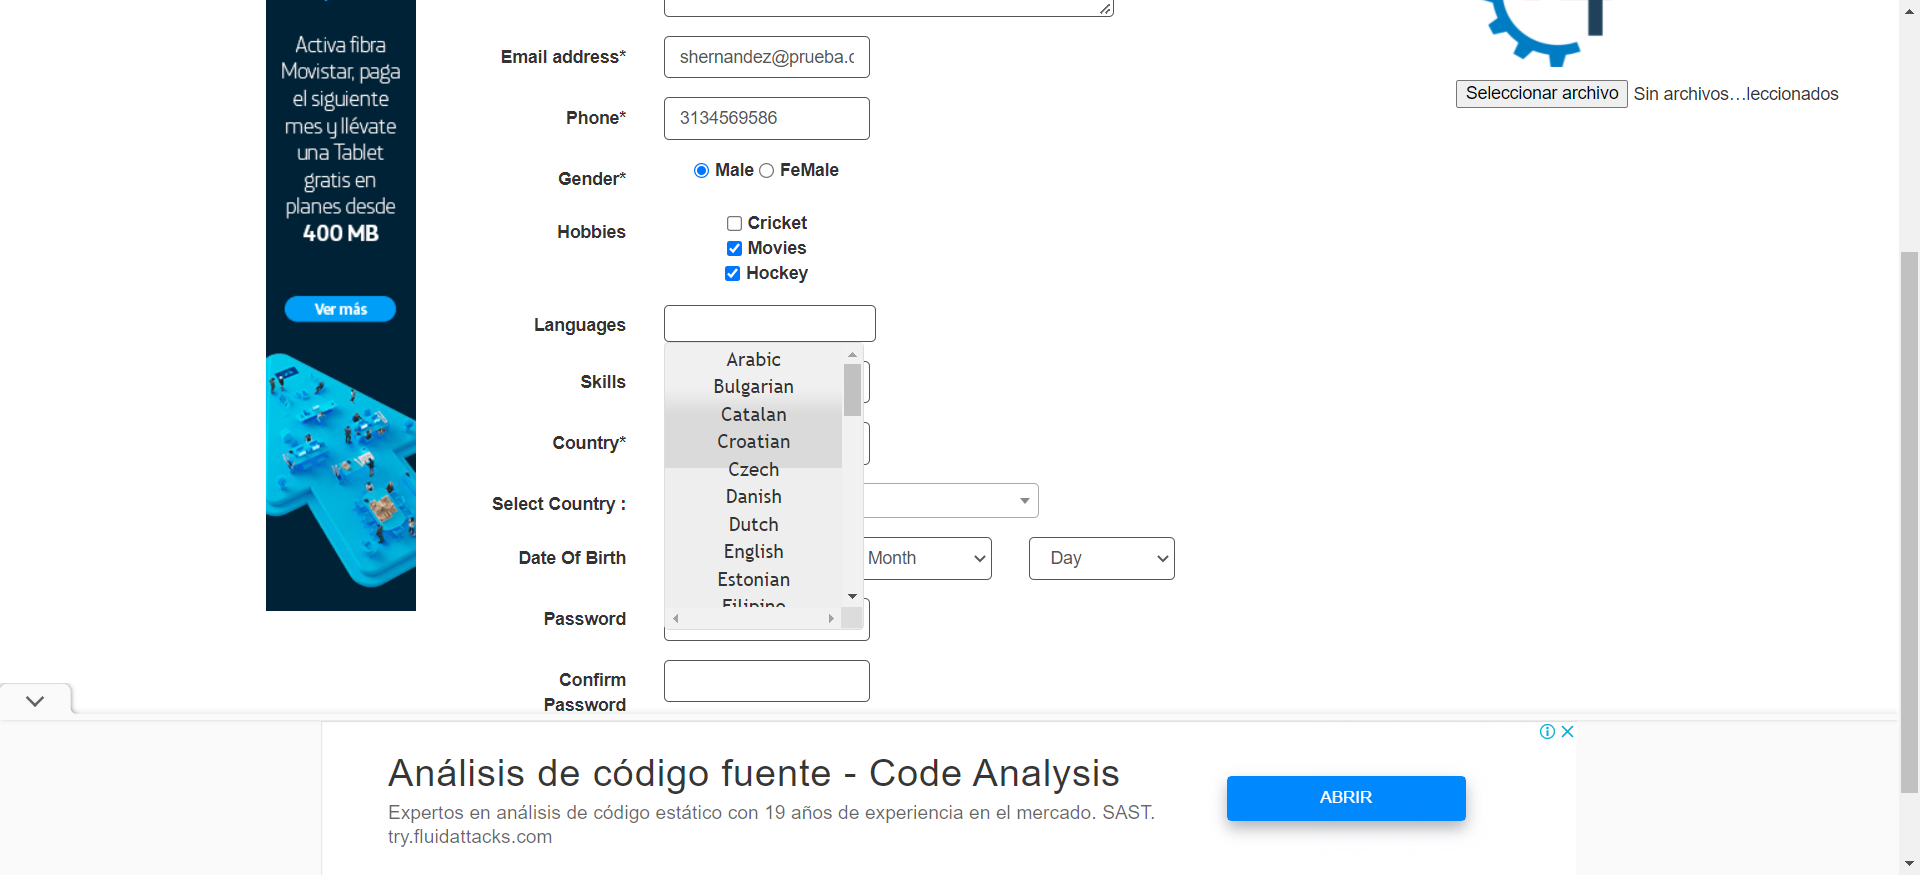 Activa fibra
Movistar, paga
el siguiente
mes y llévate
una Tablet
gratis en
planes desde
400 MB
Ver más
Email address*
shernandez@prueba.c
Phone*
3134569586
Gender*
Male FeMale
Hobbies
Cricket
Movies
Hockey
Languages
Arabic
Bulgarian
Catalan
Croatian
Czech
Danish
Dutch
English
Estonian
Filipino
Skills
Country*
Select Country :
Date Of Birth
Month
Day
Password
Confirm
Password
Seleccionar archivo Sin archivos…leccionados
Análisis de código fuente - Code Analysis
Expertos en análisis de código estático con 19 años de experiencia en el mercado. SAST.
try.fluidattacks.com
ABRIR